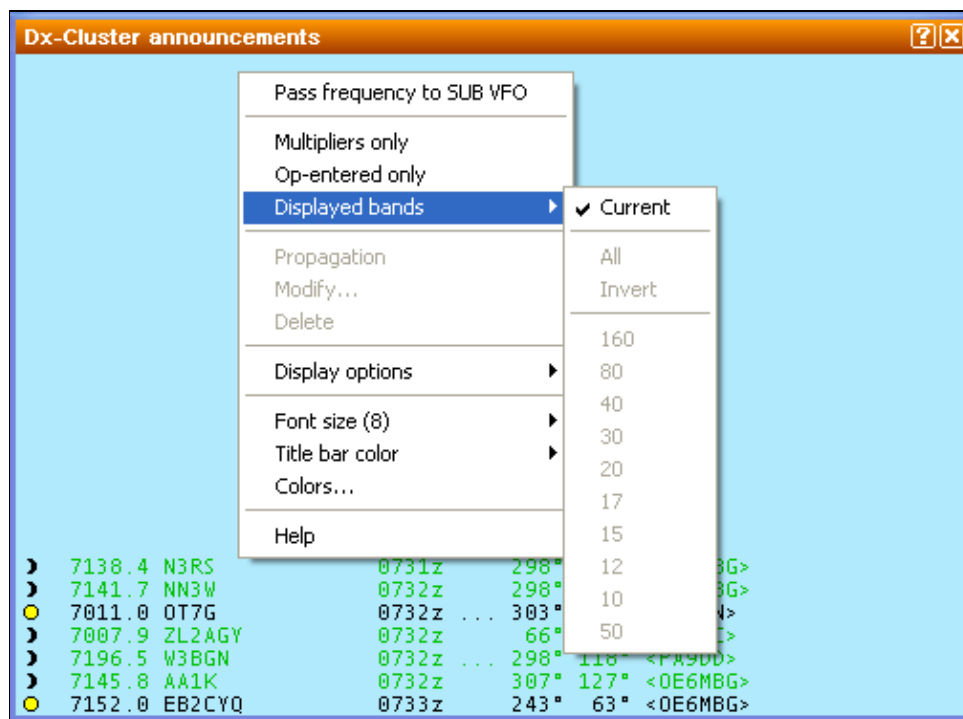 Dx-Cluster announcements
Pass frequency to SUB VFO
Multipliers only
Op-entered only
Displayed bands
Propagation
Modify...
Delete
Display options
Font size (8)
Title bar color
Colors...
Help
Current
All
Invert
160
80
40
30
20
17
15
12
10
50
7138.4 N3RS 0731z 298°
7141.7 NN3W 0732z 298°
7011.0 OT7G 0732z ... 303°
7007.9 ZL2AGY 0732z 66°
7196.5 W3BGN 0732z ... 298° 118° <PA9DD>
7145.8 AA1K 0732z 307° 127° <OE6MBG>
7152.0 EB2CYQ 0733z 243° 63° <OE6MBG>